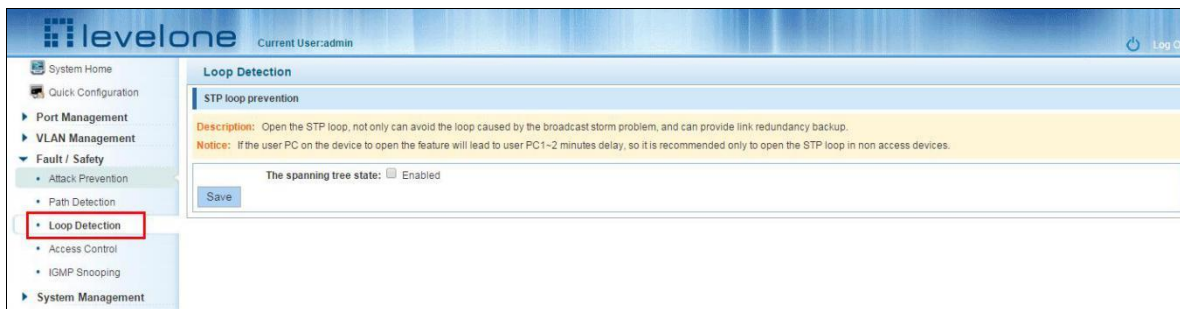 levelone Current User:admin
System Home
Quick Configuration
Port Management
VLAN Management
Fault / Safety
Attack Prevention
Path Detection
Loop Detection
Access Control
IGMP Snooping
System Management
Loop Detection
STP loop prevention
Description: Open the STP loop, not only can avoid the loop caused by the broadcast storm problem, and can provide link redundancy backup.
Notice: If the user PC on the device to open the feature will lead to user PC1~2 minutes delay, so it is recommended only to open the STP loop in non access devices.
The spanning tree state: Enabled
Save